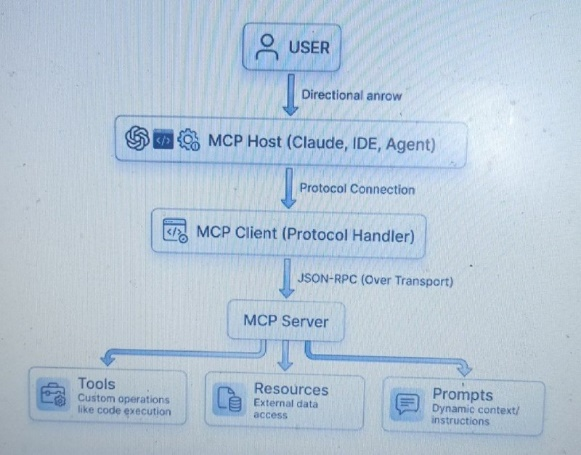 USER
Directional anrow
MCP Host (Claude, IDE, Agent)
Protocol Connection
MCP Client (Protocol Handler)
JSON-RPC (Over Transport)
MCP Server
Tools
Custom operations
like code execution
Resources
External data
access
Prompts
Dynamic context/
instructions